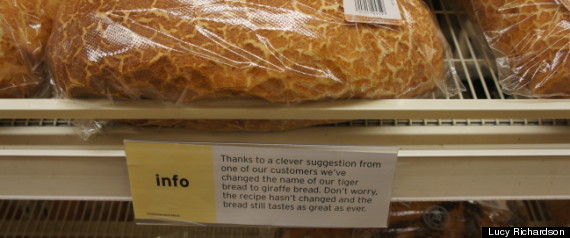 info
Thanks to a clever suggestion from
one of our customers we've
changed the name of our tiger
bread to giraffe bread. Don't worry,
the recipe hasn't changed and the
bread still tastes as great as ever.
Lucy Richardson